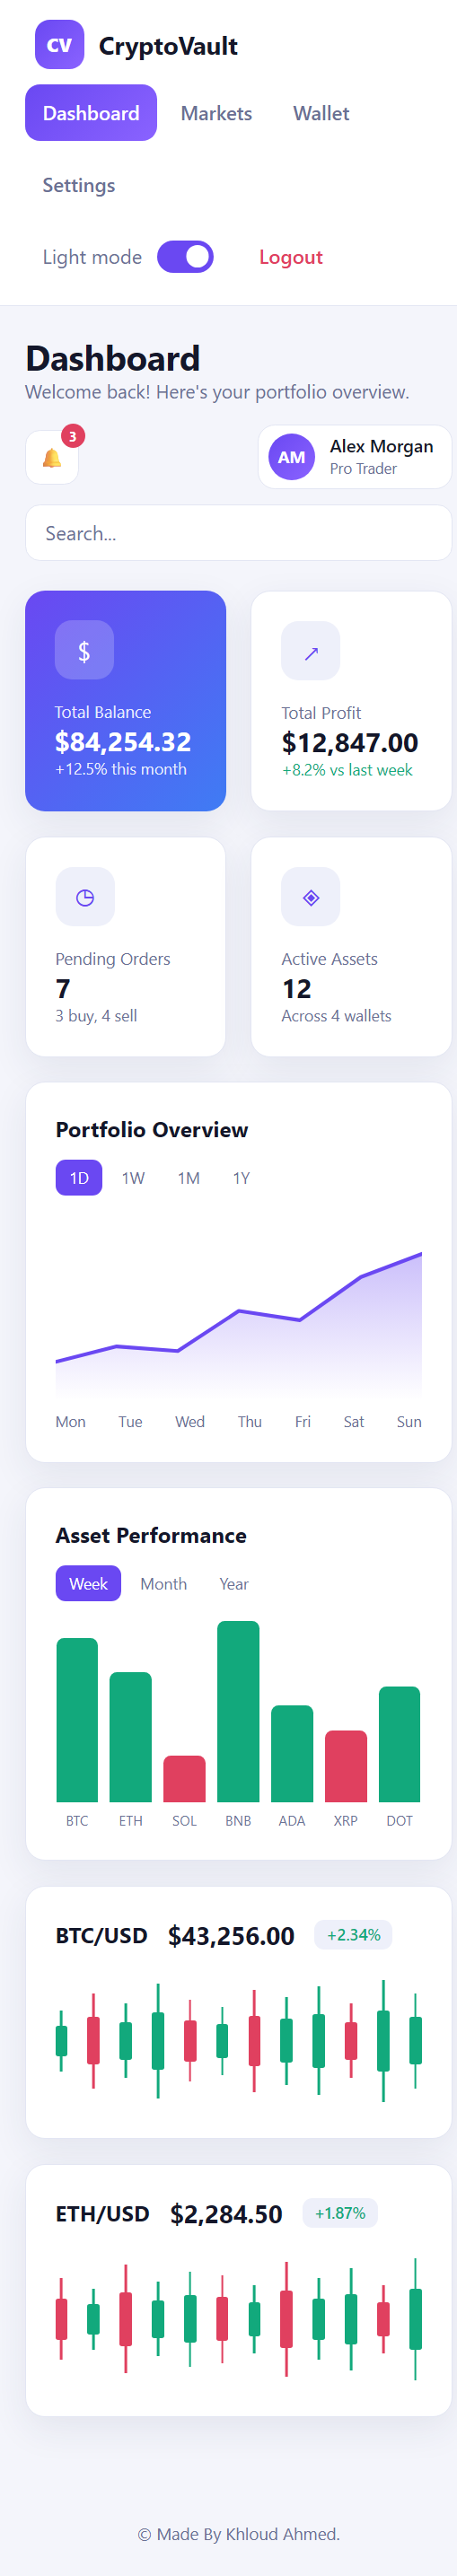 CV CryptoVault
Dashboard Markets Wallet
Settings
Light mode Logout
Dashboard
Welcome back! Here's your portfolio overview.
3
AM Alex Morgan
Pro Trader
Search...
$
Total Balance
$84,254.32
+12.5% this month
Total Profit
$12,847.00
+8.2% vs last week
Pending Orders
7
3 buy, 4 sell
Active Assets
12
Across 4 wallets
Portfolio Overview
1D 1W 1M 1Y
Mon Tue Wed Thu Fri Sat Sun
Asset Performance
Week Month Year
BTC ETH SOL BNB ADA XRP DOT
BTC/USD $43,256.00 +2.34%
ETH/USD $2,284.50 +1.87%
© Made By Khloud Ahmed.